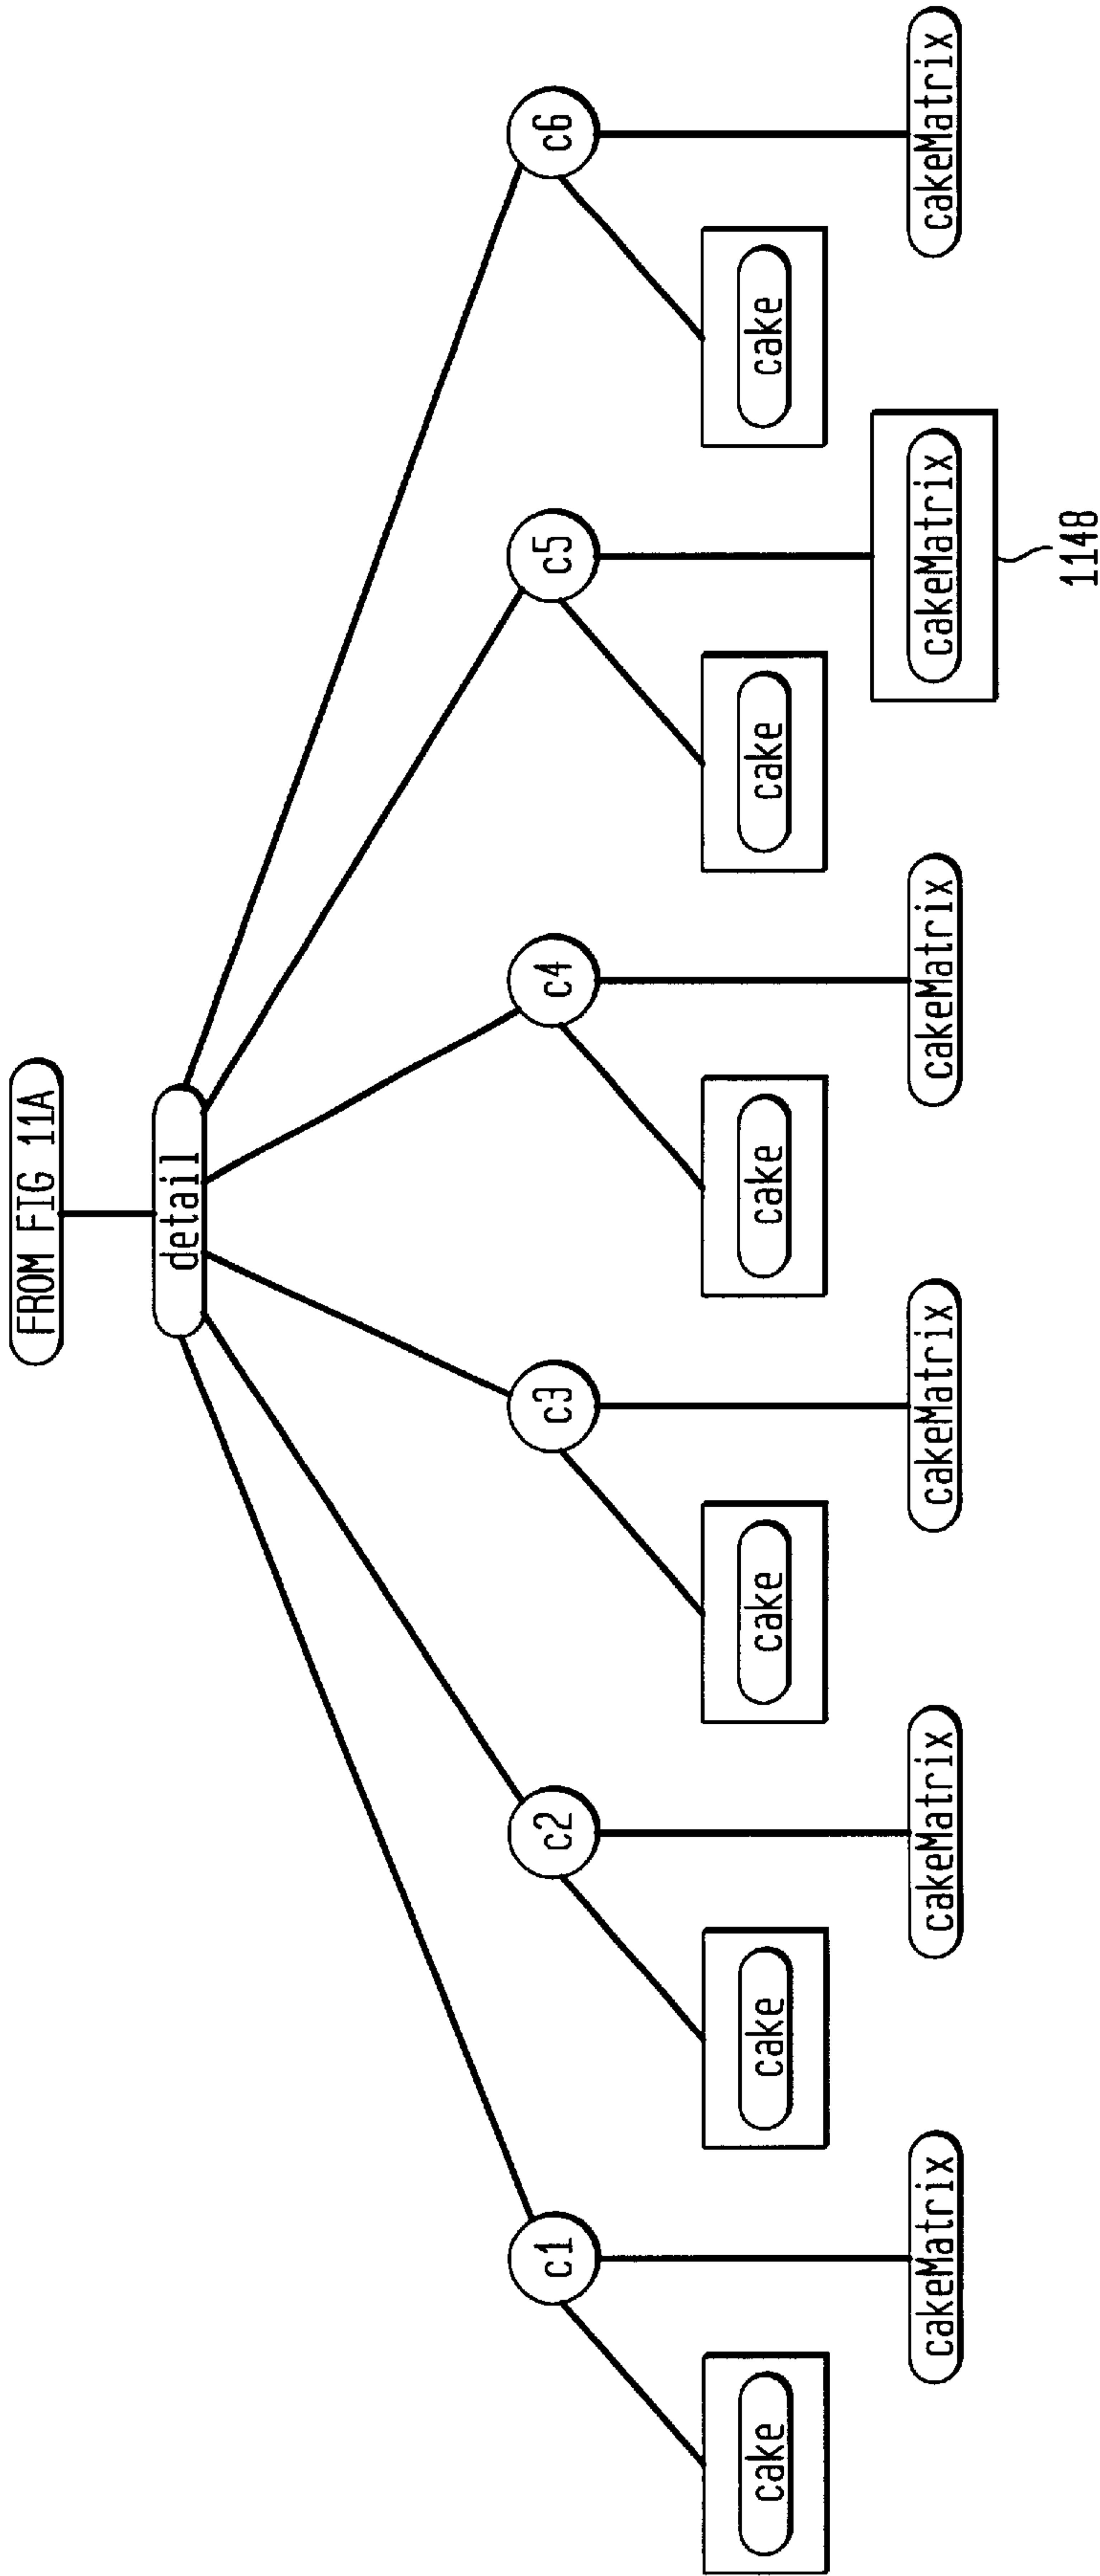 FROM FIG 11A
detail
c1
c2
c3
c4
c5
c6
cake
cake
cake
cake
cake
cake
cakeMatrix
cakeMatrix
cakeMatrix
cakeMatrix
cakeMatrix
cakeMatrix
1148